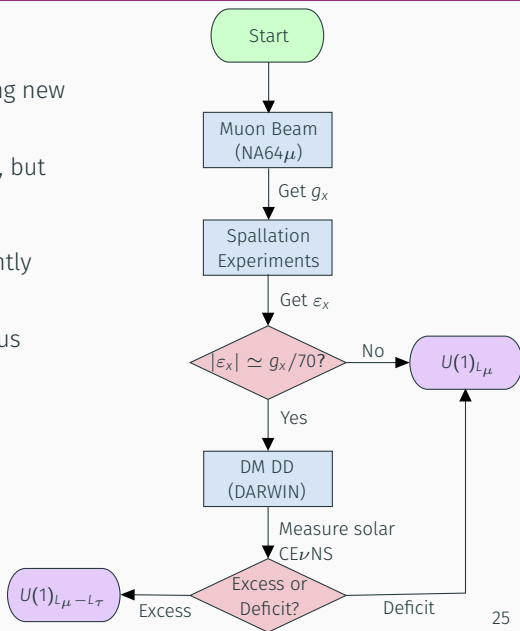 ng new
, but
ntly
us
Start
Muon Beam
(NA64μ)
Get gₓ
Spallation
Experiments
Get εₓ
|εₓ| ≃ gₓ/70?
No
U(1)_{L_μ}
Yes
DM DD
(DARWIN)
Measure solar
CEνNS
Excess or
Deficit?
Excess
Deficit
U(1)_{L_μ−L_τ}
25